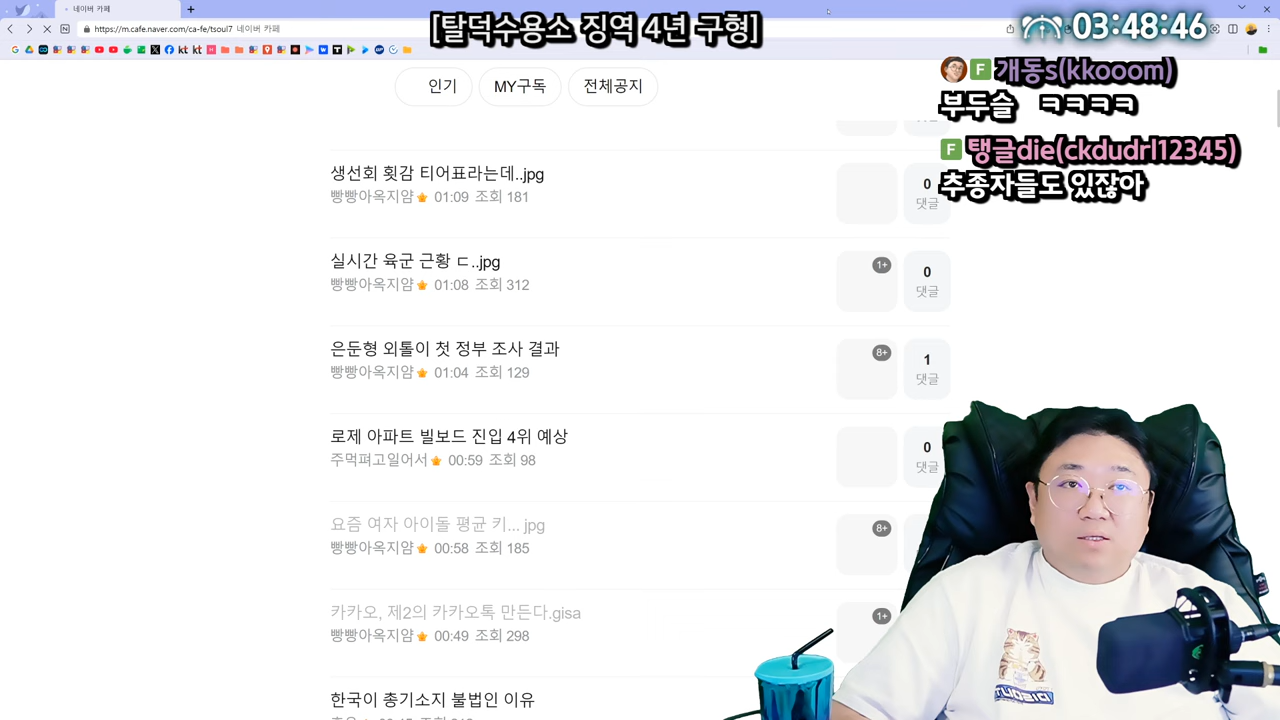 네이버 카페
https://m.cafe.naver.com/ca-fe/tsoul7 네이버 카페
[탈덕수용소 징역 4년 구형]
03:48:46
개동s(kkooom)
부두술 ㅋㅋㅋㅋ
탱글die(ckdudrl12345)
추종자들도 있잖아
인기
MY구독
전체공지
생선회 횟감 티어표라는데..jpg
빵빵아옥지얌 01:09 조회 181
0
댓글
실시간 육군 근황 ㄷ..jpg
빵빵아옥지얌 01:08 조회 312
1+
0
댓글
은둔형 외톨이 첫 정부 조사 결과
빵빵아옥지얌 01:04 조회 129
8+
1
댓글
로제 아파트 빌보드 진입 4위 예상
주먹펴고일어서 00:59 조회 98
0
댓글
요즘 여자 아이돌 평균 키... jpg
빵빵아옥지얌 00:58 조회 185
8+
카카오, 제2의 카카오톡 만든다.gisa
빵빵아옥지얌 00:49 조회 298
1+
한국이 총기소지 불법인 이유